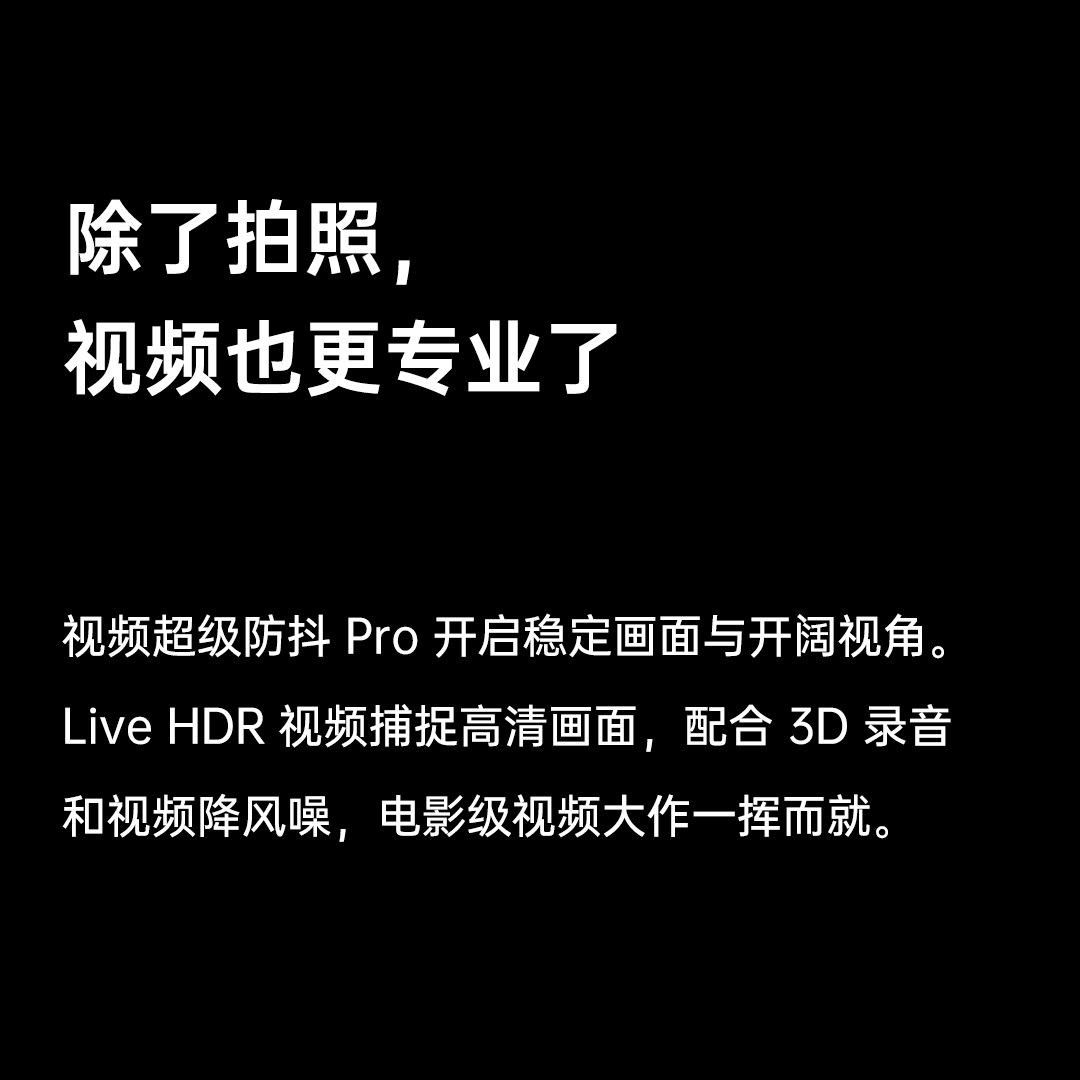 除了拍照，
视频也更专业了
视频超级防抖 Pro 开启稳定画面与开阔视角。
Live HDR 视频捕捉高清画面，配合 3D 录音
和视频降风噪，电影级视频大作一挥而就。